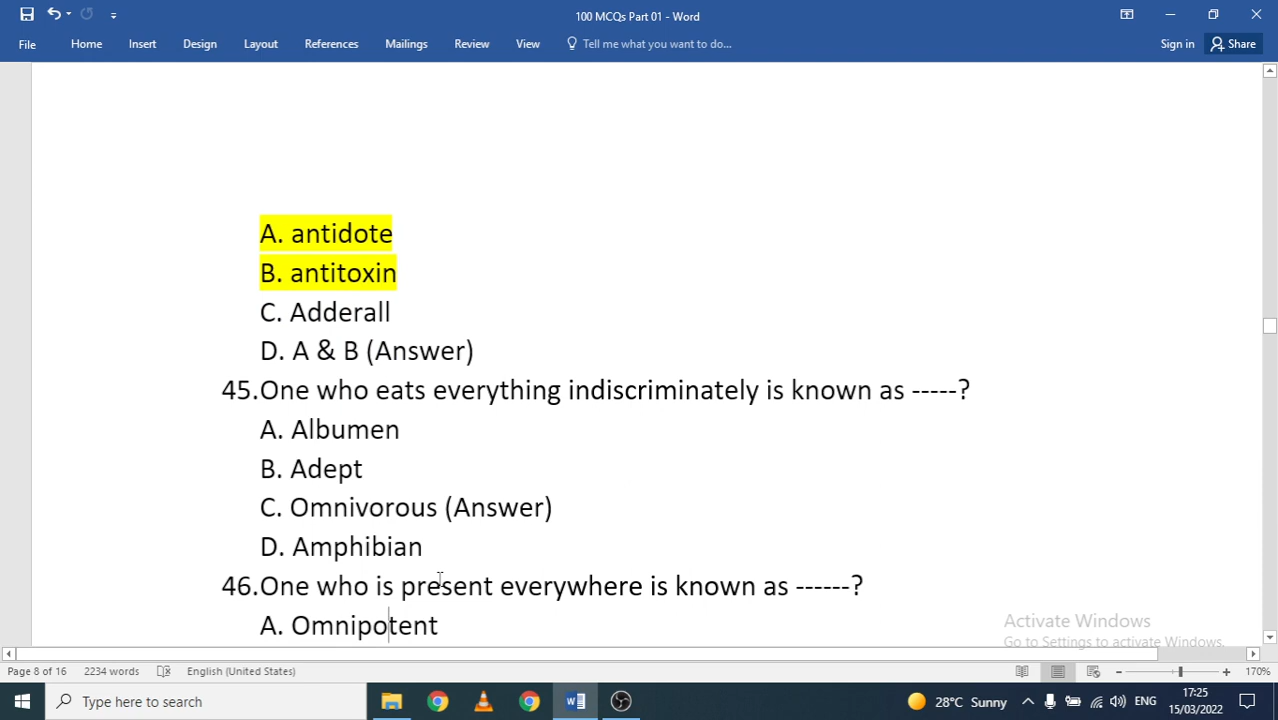 100 MCQs Part 01 - Word
File Home Insert Design Layout References Mailings Review View Tell me what you want to do... Sign in Share
A. antidote
B. antitoxin
C. Adderall
D. A & B (Answer)
45.One who eats everything indiscriminately is known as -----?
A. Albumen
B. Adept
C. Omnivorous (Answer)
D. Amphibian
46.One who is present everywhere is known as ------?
A. Omnipotent
Activate Windows
Go to Settings to activate Windows.
Page 8 of 16 2234 words English (United States) 170%
Type here to search 28°C Sunny ENG 17:25
15/03/2022